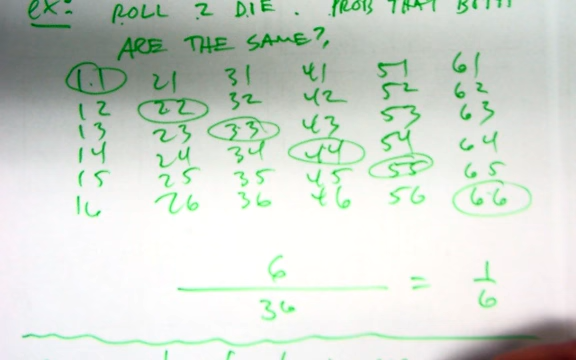 ex: ROLL 2 DIE. PROB THAT BOTH
ARE THE SAME?
11 21 31 41 51 61
12 22 32 42 52 62
13 23 33 43 53 63
14 24 34 44 54 64
15 25 35 45 55 65
16 26 36 46 56 66
6/36 = 1/6